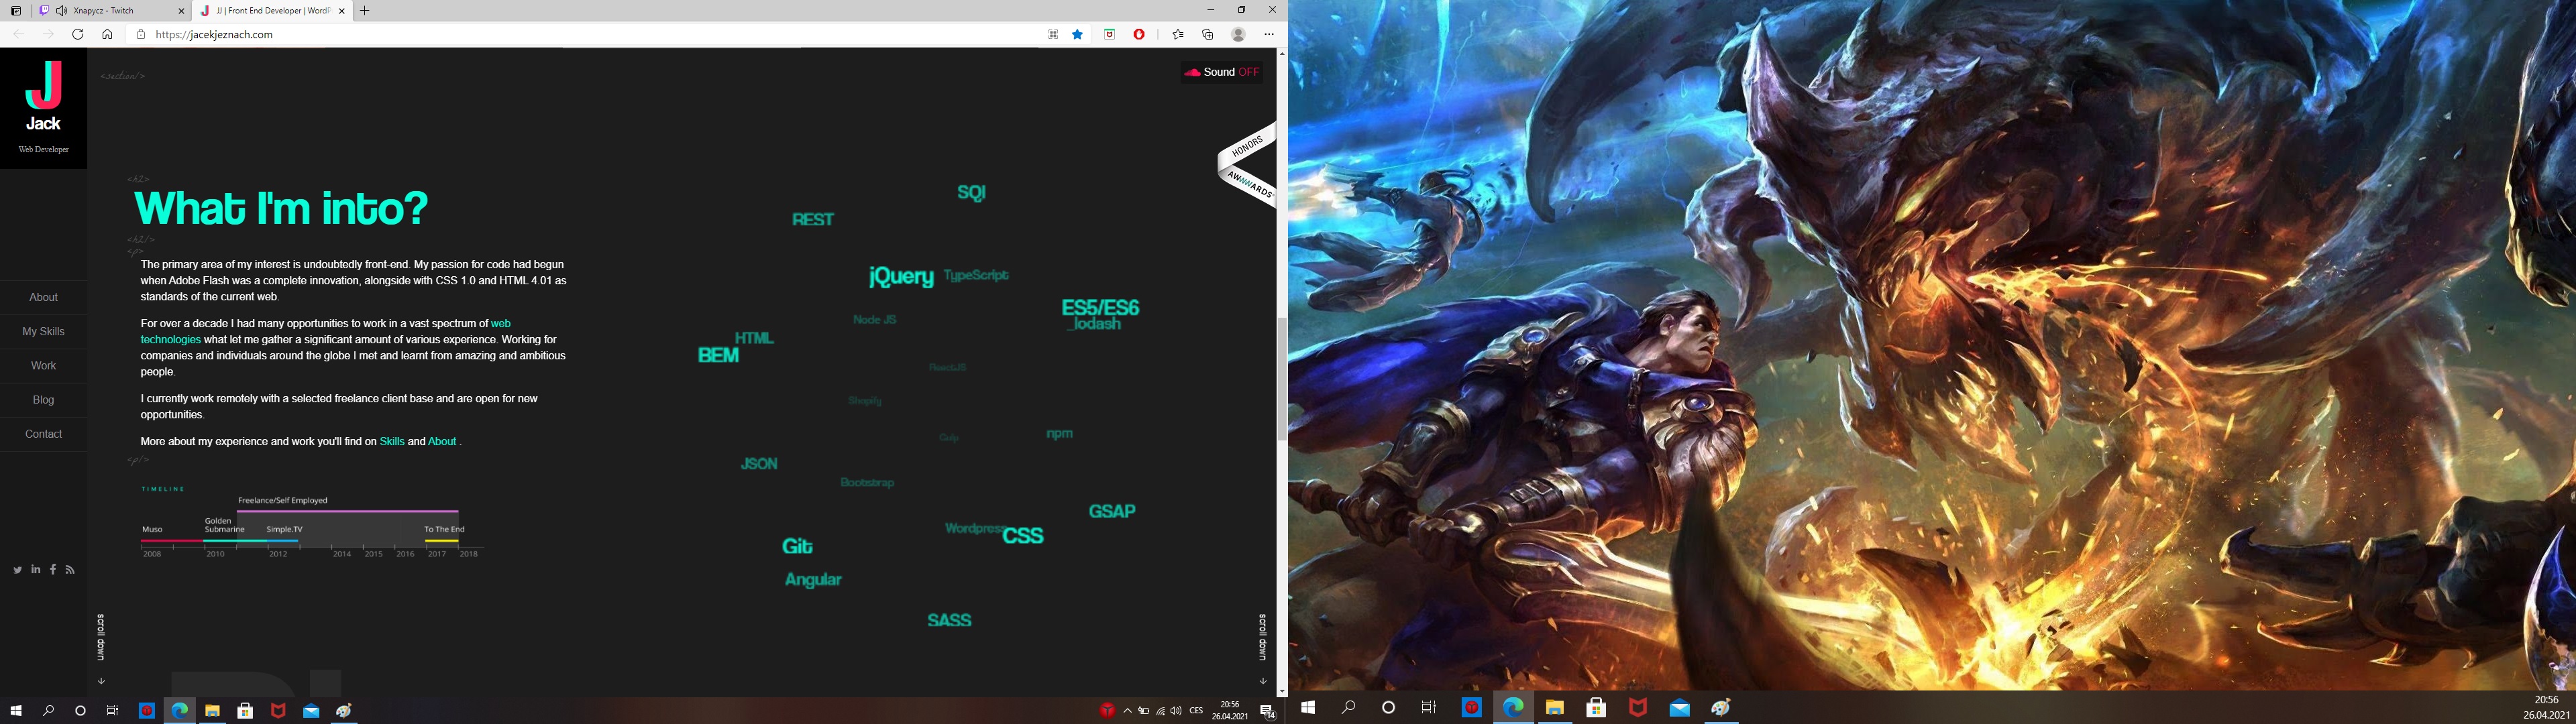 Xnapycz - Twitch
JJ | Front End Developer | WordPr
https://jacekjeznach.com
J
Jack
Web Developer
About
My Skills
Work
Blog
Contact
<section/>
Sound OFF
HONORS
AWWWARDS
<h2>
What I'm into?
<h2/>
<p>
The primary area of my interest is undoubtedly front-end. My passion for code had begun
when Adobe Flash was a complete innovation, alongside with CSS 1.0 and HTML 4.01 as
standards of the current web.
For over a decade I had many opportunities to work in a vast spectrum of web
technologies what let me gather a significant amount of various experience. Working for
companies and individuals around the globe I met and learnt from amazing and ambitious
people.
I currently work remotely with a selected freelance client base and are open for new
opportunities.
More about my experience and work you'll find on Skills and About .
<p/>
TIMELINE
Freelance/Self Employed
Muso
Golden
Submarine
Simple.TV
To The End
2008 2010 2012 2014 2015 2016 2017 2018
SQl
REST
jQuery
TypeScript
ES5/ES6
_lodash
Node JS
HTML
BEM
ReactJS
Shopify
Gulp
npm
JSON
Bootstrap
GSAP
Wordpress
CSS
Git
Angular
SASS
scroll down
scroll down
CES
20:56
26.04.2021
14
20:56
26.04.2021